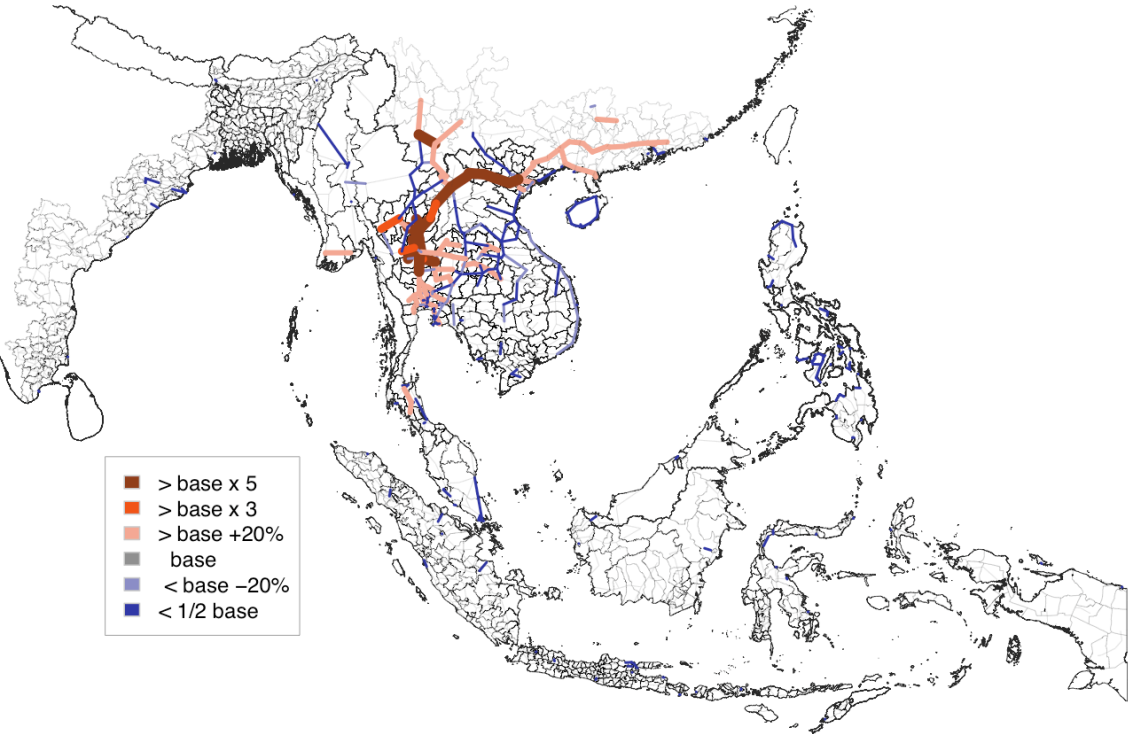 > base x 5
> base x 3
> base +20%
base
< base −20%
< 1/2 base